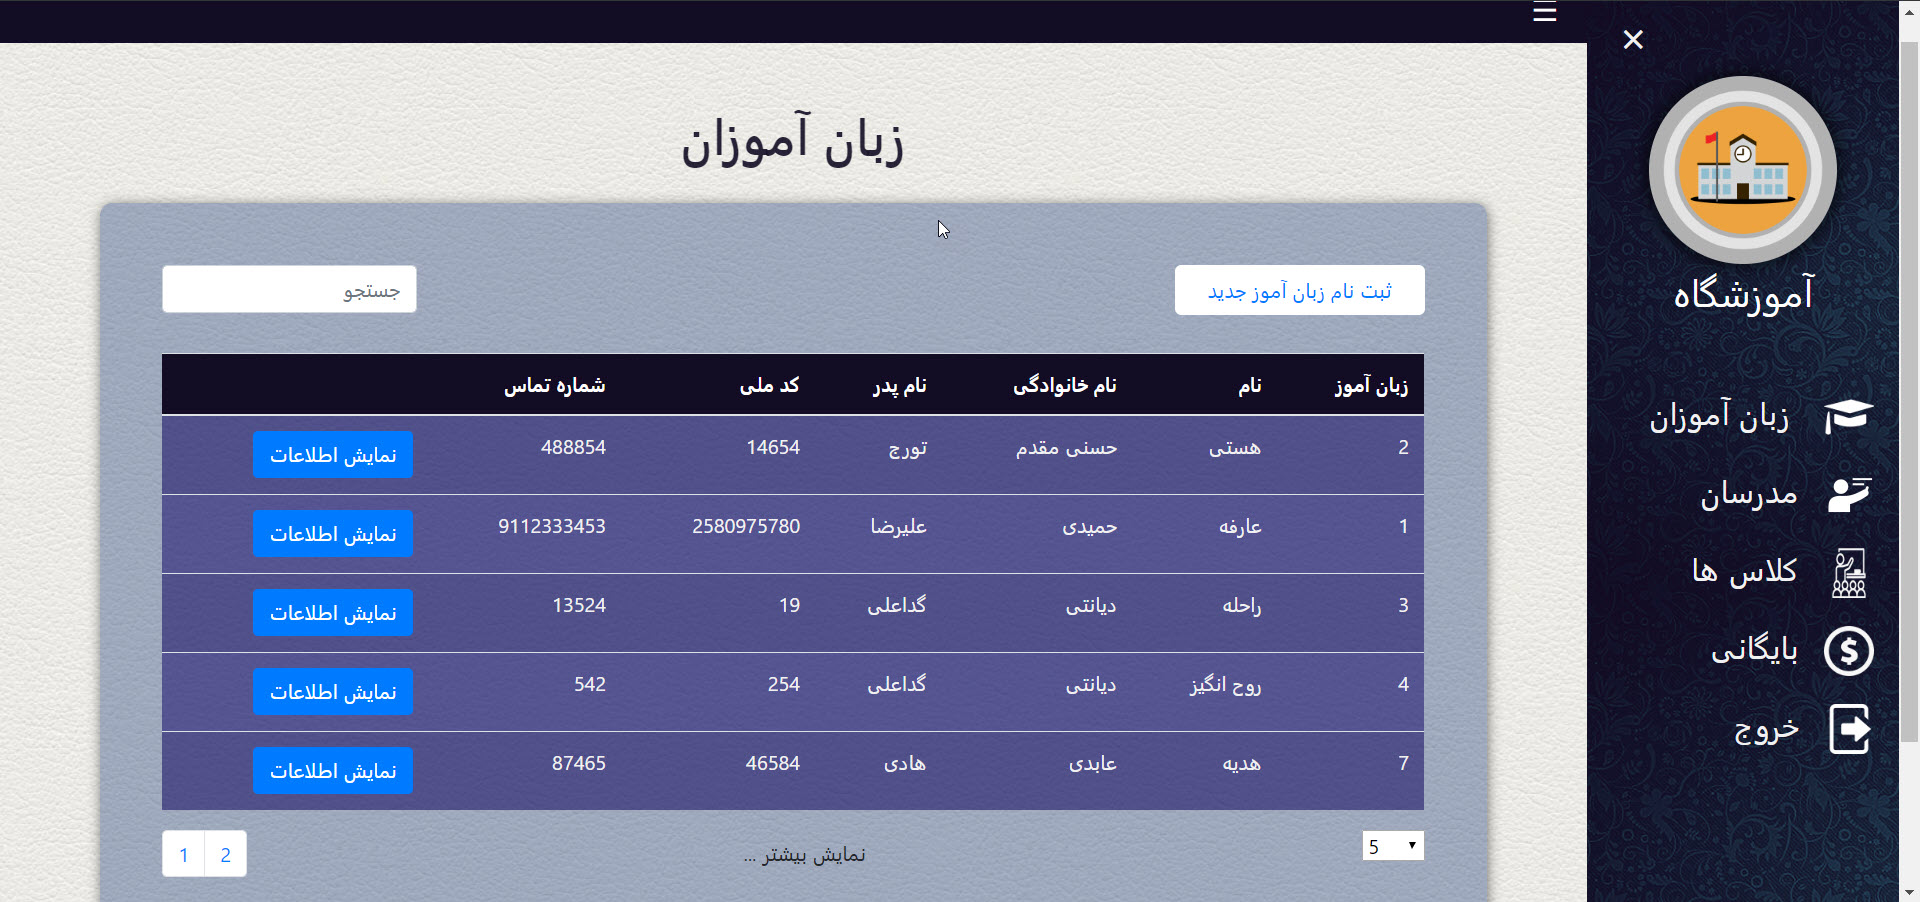 زبان آموزان
ثبت نام زبان آموز جدید
جستجو
زبان آموز نام نام خانوادگی نام پدر کد ملی شماره تماس
2 هستی حسنی مقدم تورج 14654 488854 نمایش اطلاعات
1 عارفه حمیدی علیرضا 2580975780 9112333453 نمایش اطلاعات
3 راحله دیانتی گداعلی 19 13524 نمایش اطلاعات
4 روح انگیز دیانتی گداعلی 254 542 نمایش اطلاعات
7 هدیه عابدی هادی 46584 87465 نمایش اطلاعات
5
نمایش بیشتر ...
2 1
آموزشگاه
زبان آموزان
مدرسان
کلاس ها
بایگانی
خروج